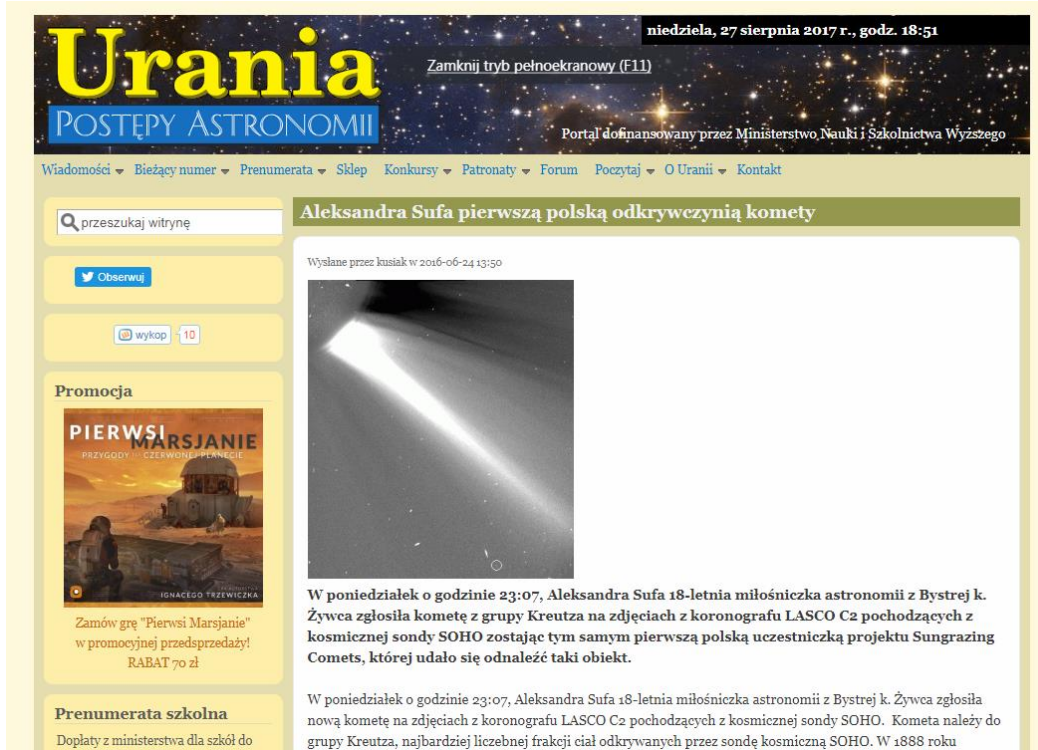 niedziela, 27 sierpnia 2017 r., godz. 18:51
Urania
POSTĘPY ASTRONOMII
Zamknij tryb pełnoekranowy (F11)
Portal dofinansowany przez Ministerstwo Nauki i Szkolnictwa Wyższego
Wiadomości Bieżący numer Prenumerata Sklep Konkursy Patronaty Forum Poczytaj O Uranii Kontakt
przeszukaj witrynę
Obserwuj
wykop 10
Promocja
PIERWSI
MARSJANIE
PRZYGODY CZERWONEJ PLANECIE
IGNACEGO TRZEWICZKA
Zamów grę "Pierwsi Marsjanie"
w promocyjnej przedsprzedaży!
RABAT 70 zł
Prenumerata szkolna
Dopłaty z ministerstwa dla szkół do
Aleksandra Sufa pierwszą polską odkrywczynią komety
Wysłane przez kusiak w 2016-06-24 13:50
W poniedziałek o godzinie 23:07, Aleksandra Sufa 18-letnia miłośniczka astronomii z Bystrej k.
Żywca zgłosiła kometę z grupy Kreutza na zdjęciach z koronografu LASCO C2 pochodzących z
kosmicznej sondy SOHO zostając tym samym pierwszą polską uczestniczką projektu Sungrazing
Comets, której udało się odnaleźć taki obiekt.
W poniedziałek o godzinie 23:07, Aleksandra Sufa 18-letnia miłośniczka astronomii z Bystrej k. Żywca zgłosiła
nową kometę na zdjęciach z koronografu LASCO C2 pochodzących z kosmicznej sondy SOHO. Kometa należy do
grupy Kreutza, najbardziej liczebnej frakcji ciał odkrywanych przez sondę kosmiczną SOHO. W 1888 roku